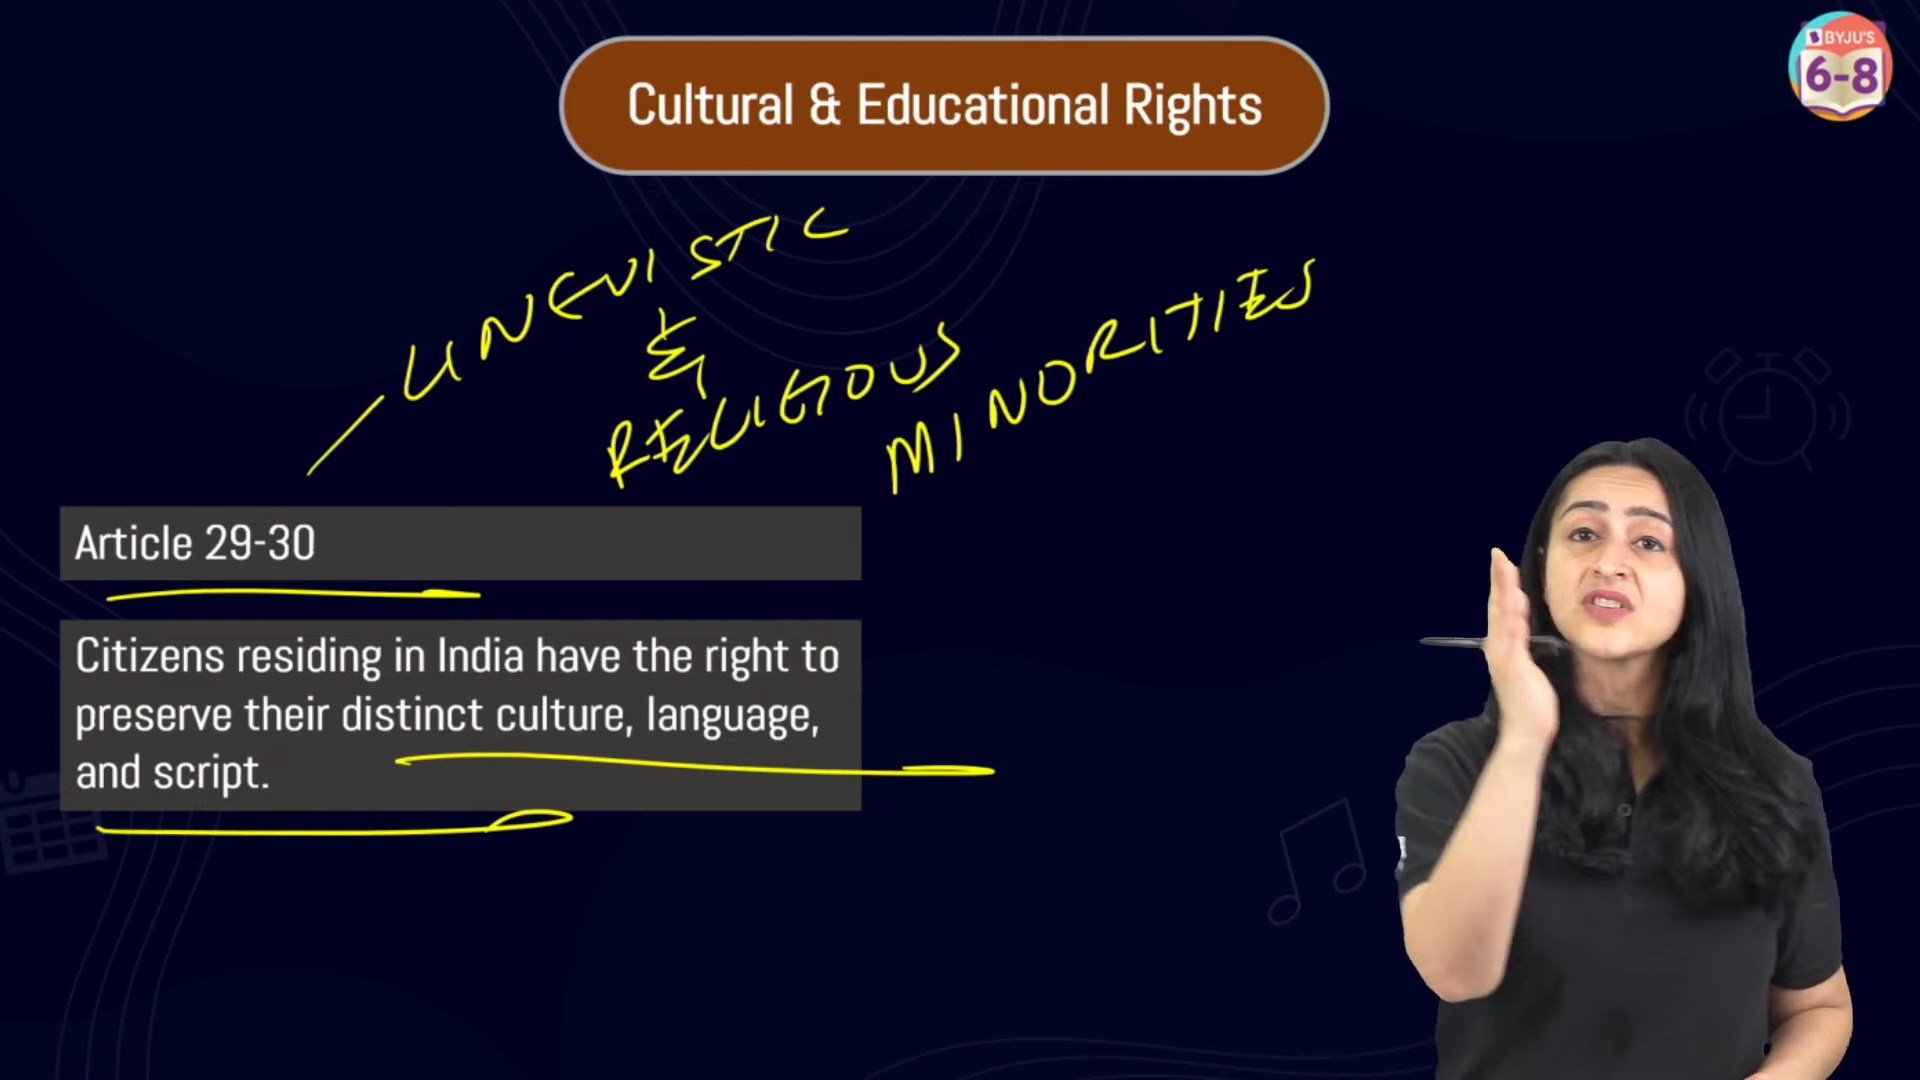 Cultural & Educational Rights
BYJU'S
6-8
LINGUISTIC
&
RELIGIOUS
MINORITIES
Article 29-30
Citizens residing in India have the right to
preserve their distinct culture, language,
and script.